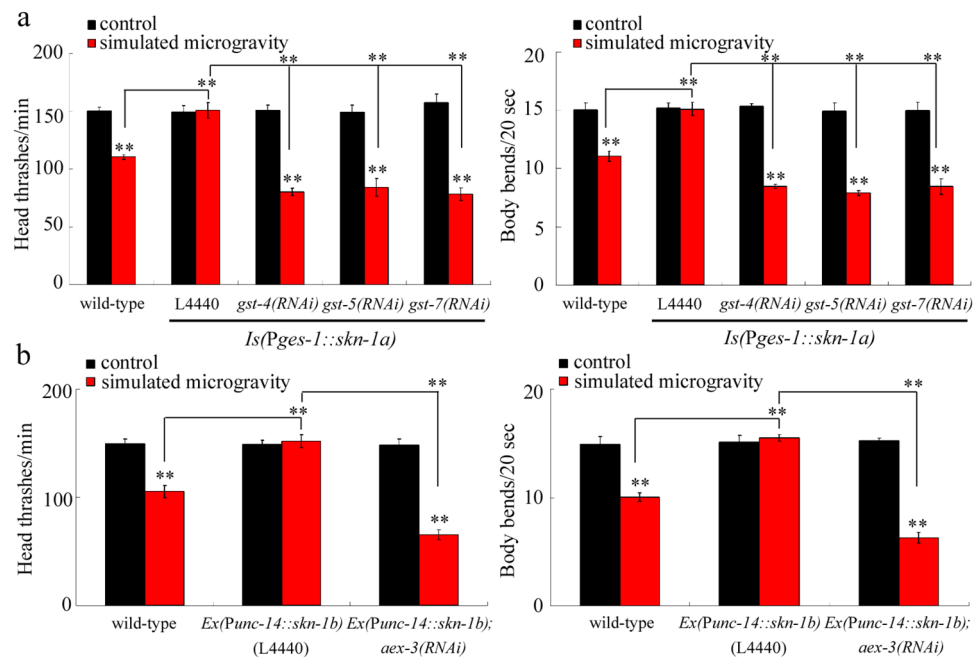 a
control
simulated microgravity
Head thrashes/min
200
150
100
50
0
**
**
**
**
**
**
**
**
wild-type L4440 gst-4(RNAi) gst-5(RNAi) gst-7(RNAi)
Is(Pges-1::skn-1a)
control
simulated microgravity
Body bends/20 sec
20
15
10
5
0
**
**
**
**
**
**
**
**
wild-type L4440 gst-4(RNAi) gst-5(RNAi) gst-7(RNAi)
Is(Pges-1::skn-1a)
b
control
simulated microgravity
Head thrashes/min
200
100
0
**
**
**
**
wild-type Ex(Punc-14::skn-1b) Ex(Punc-14::skn-1b);
(L4440) aex-3(RNAi)
control
simulated microgravity
Body bends/20 sec
20
10
0
**
**
**
**
wild-type Ex(Punc-14::skn-1b) Ex(Punc-14::skn-1b);
(L4440) aex-3(RNAi)